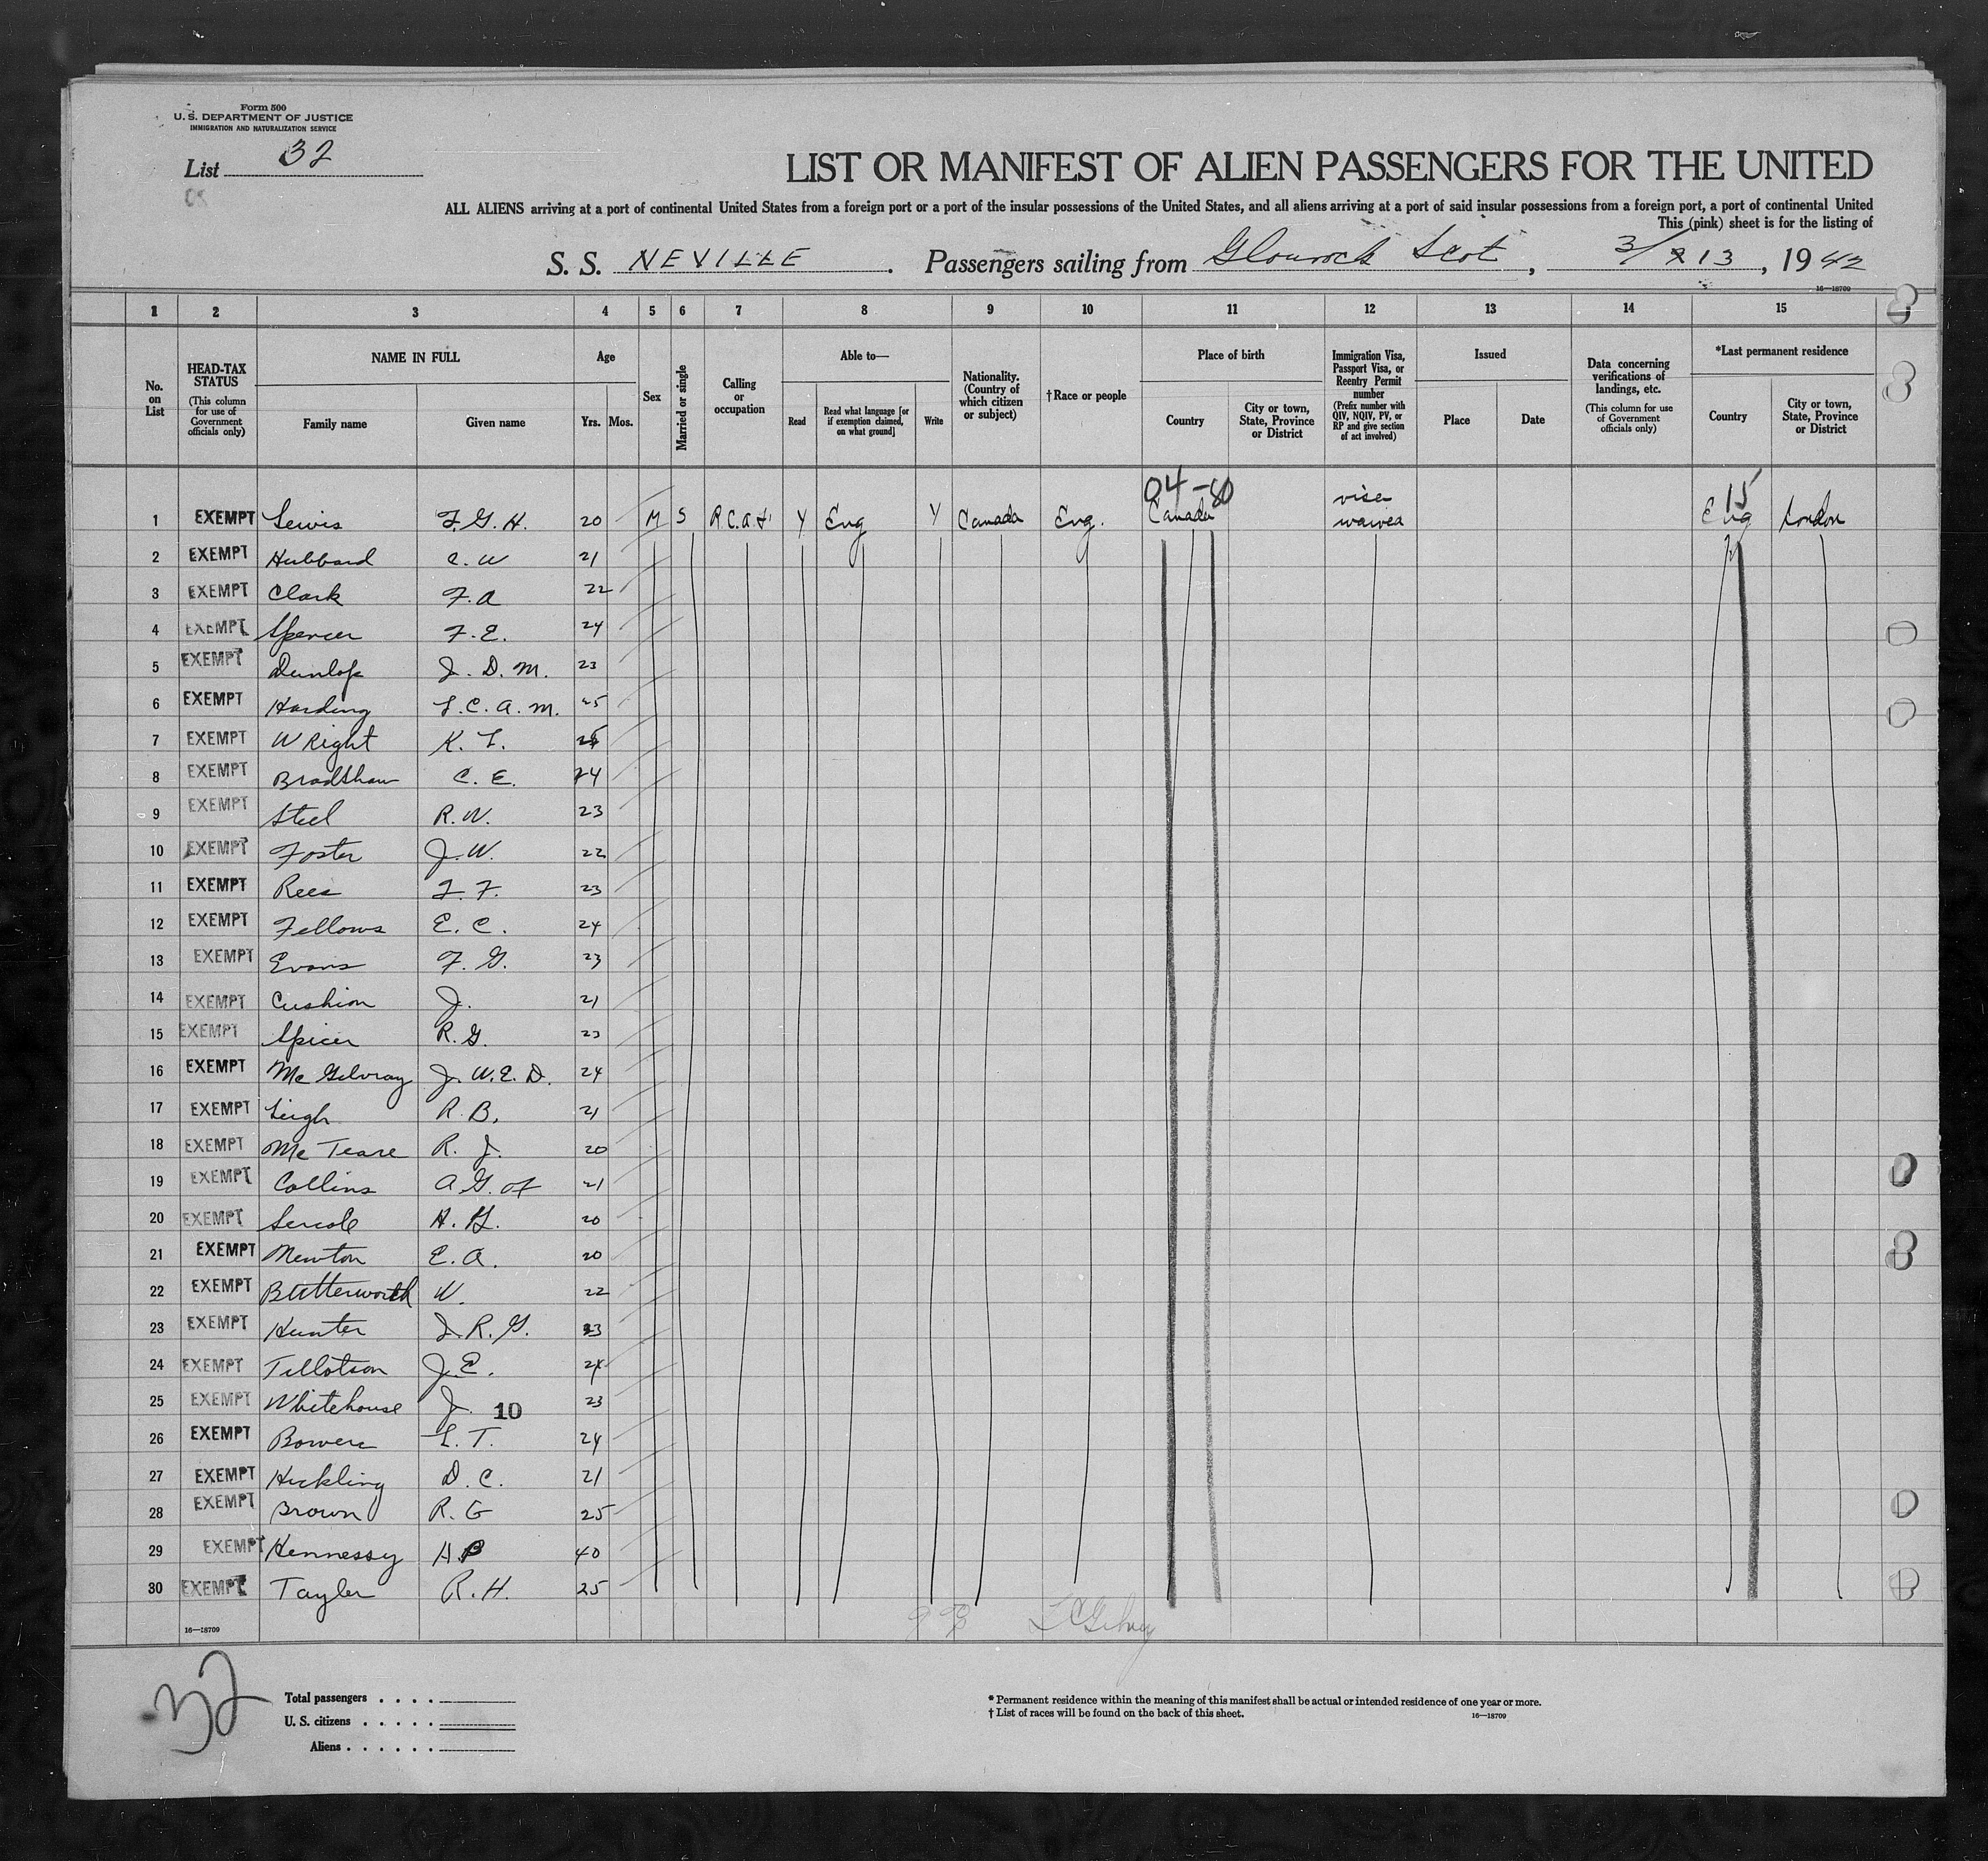 Form 500
U. S. DEPARTMENT OF JUSTICE
IMMIGRATION AND NATURALIZATION SERVICE
List 32
LIST OR MANIFEST OF ALIEN PASSENGERS FOR THE UNITED
ALL ALIENS arriving at a port of continental United States from a foreign port or a port of the insular possessions of the United States, and all aliens arriving at a port of said insular possessions from a foreign port, a port of continental United
This (pink) sheet is for the listing of
S. S. NEVILLE. Passengers sailing from Glourock Scot, 3/13, 1942
16—18709
1 2 3 4 5 6 7 8 9 10 11 12 13 14 15
No. on List
HEAD-TAX STATUS (This column for use of Government officials only)
NAME IN FULL Family name Given name
Age Yrs. Mos.
Sex
Married or single
Calling or occupation
Able to— Read Read what language [or if exemption claimed, on what ground] Write
Nationality. (Country of which citizen or subject)
†Race or people
Place of birth Country City or town, State, Province or District
Immigration Visa, Passport Visa, or Reentry Permit number (Prefix number with QIV, NQIV, PV, or RP and give section of act involved)
Issued Place Date
Data concerning verifications of landings, etc. (This column for use of Government officials only)
*Last permanent residence Country City or town, State, Province or District
04-80 15
1 EXEMPT Lewis F.G.H. 20 M S R.C.A.F. Y Eng Y Canada Eng. Canada visa waived Eng London
2 EXEMPT Hubbard C.W 21
3 EXEMPT Clark F.A 22
4 EXEMPT Spencer F.E. 24
5 EXEMPT Dunlop J.D.M. 23
6 EXEMPT Harding L.C.A.M. 25
7 EXEMPT WRight K.L.
8 EXEMPT Bradshaw C.E. 24
9 EXEMPT Steel R.W. 23
10 EXEMPT Foster J.W. 22
11 EXEMPT Rees F. 23
12 EXEMPT Fellows E.C. 24
13 EXEMPT Evans F.G. 23
14 EXEMPT Cushion J. 21
15 EXEMPT Spicer R.G. 23
16 EXEMPT McGilvray J.W.E.D. 24
17 EXEMPT Leigh R.B. 21
18 EXEMPT McTeare R.J. 20
19 EXEMPT Collins A.G. 21
20 EXEMPT H. 20
21 EXEMPT Newton E.A. 20
22 EXEMPT Butterworth W. 22
23 EXEMPT Hunter J.R.G. 23
24 EXEMPT Tillotson J.E. 24
25 EXEMPT Whitehouse J. 10 23
26 EXEMPT Bowers L.T. 24
27 EXEMPT Hickling D.C. 21
28 EXEMPT Brown R.G 25
29 EXEMPT Hennessy H.B 40
30 EXEMPT Tayler R.H. 25
16—18709
32
Total passengers . . . .
U. S. citizens . . . . .
Aliens . . . . . .
* Permanent residence within the meaning of this manifest shall be actual or intended residence of one year or more.
† List of races will be found on the back of this sheet.
16—18709